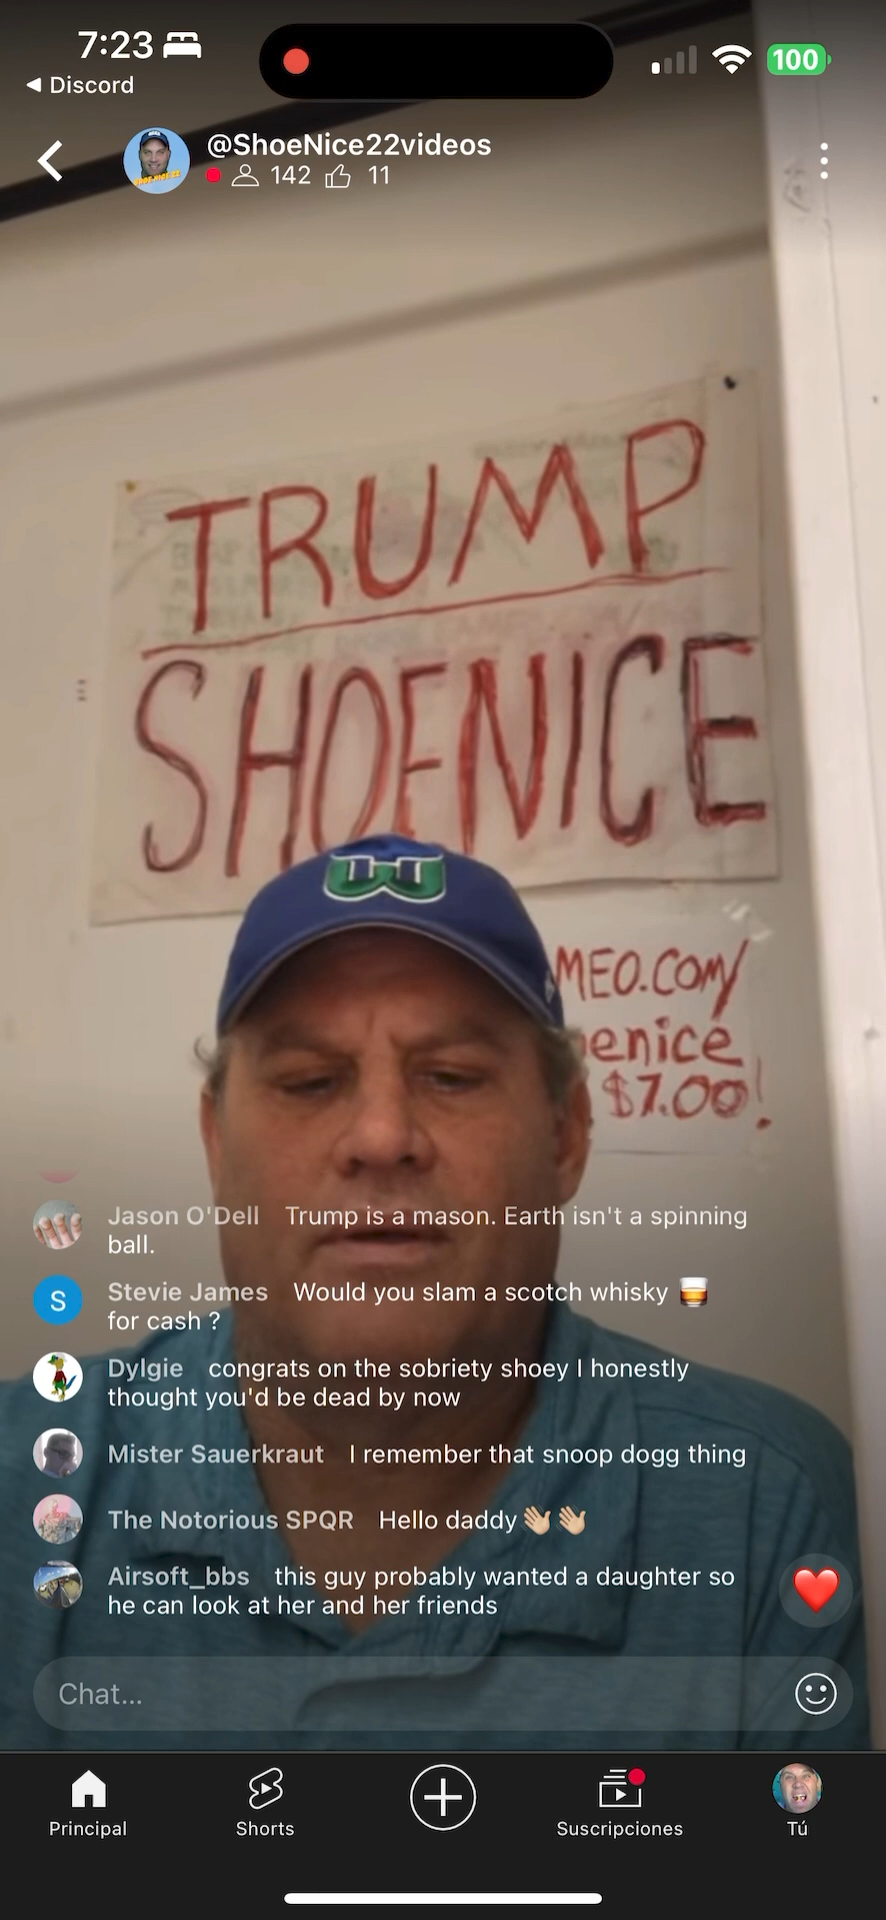 7:23
100
Discord
@ShoeNice22videos
142 11
TRUMP
SHOENICE
MEO.COM/
enice
$7.00!
Jason O'Dell Trump is a mason. Earth isn't a spinning
ball.
Stevie James Would you slam a scotch whisky 🥃
for cash ?
Dylgie congrats on the sobriety shoey I honestly
thought you'd be dead by now
Mister Sauerkraut I remember that snoop dogg thing
The Notorious SPQR Hello daddy👋🏼👋🏼
Airsoft_bbs this guy probably wanted a daughter so
he can look at her and her friends
Chat...
Principal
Shorts
Suscripciones
Tú